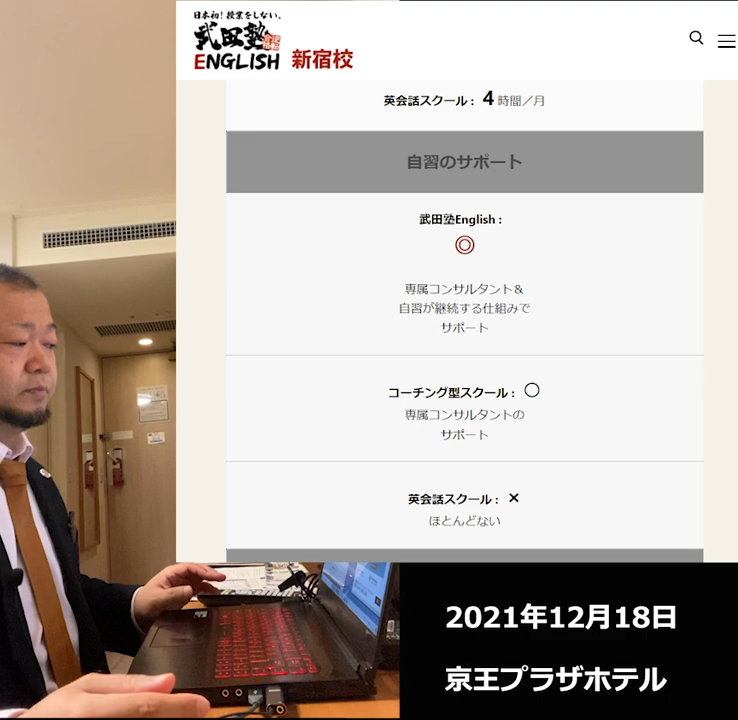 日本初！授業をしない。
武田塾
ENGLISH 新宿校
英会話スクール： 4 時間／月
自習のサポート
武田塾English：
◎
専属コンサルタント＆
自習が継続する仕組みで
サポート
コーチング型スクール： 〇
専属コンサルタントの
サポート
英会話スクール： ×
ほとんどない
2021年12月18日
京王プラザホテル